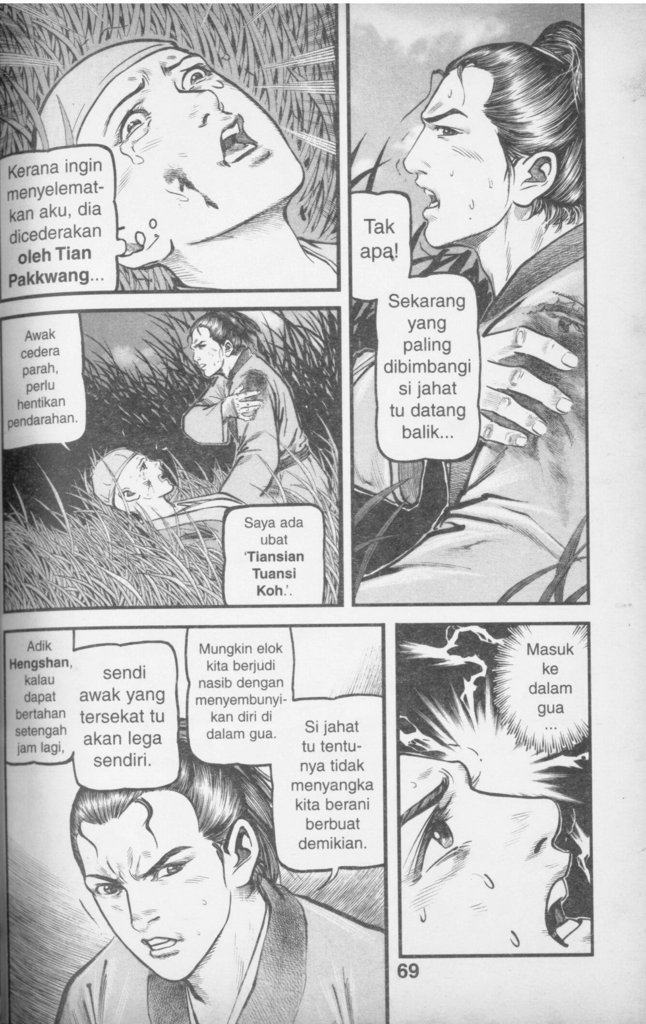 Kerana ingin
menyelemat-
kan aku, dia
dicederakan
oleh Tian
Pakkwang...
Tak
apa!
Sekarang
yang
paling
dibimbangi
si jahat
tu datang
balik...
Awak
cedera
parah,
perlu
hentikan
pendarahan.
Saya ada
ubat
'Tiansian
Tuansi
Koh.'.
Adik
Hengshan,
kalau
dapat
bertahan
setengah
jam lagi,
sendi
awak yang
tersekat tu
akan lega
sendiri.
Mungkin elok
kita berjudi
nasib dengan
menyembunyi-
kan diri di
dalam gua.
Si jahat
tu tentu-
nya tidak
menyangka
kita berani
berbuat
demikian.
Masuk
ke
dalam
gua
...
69